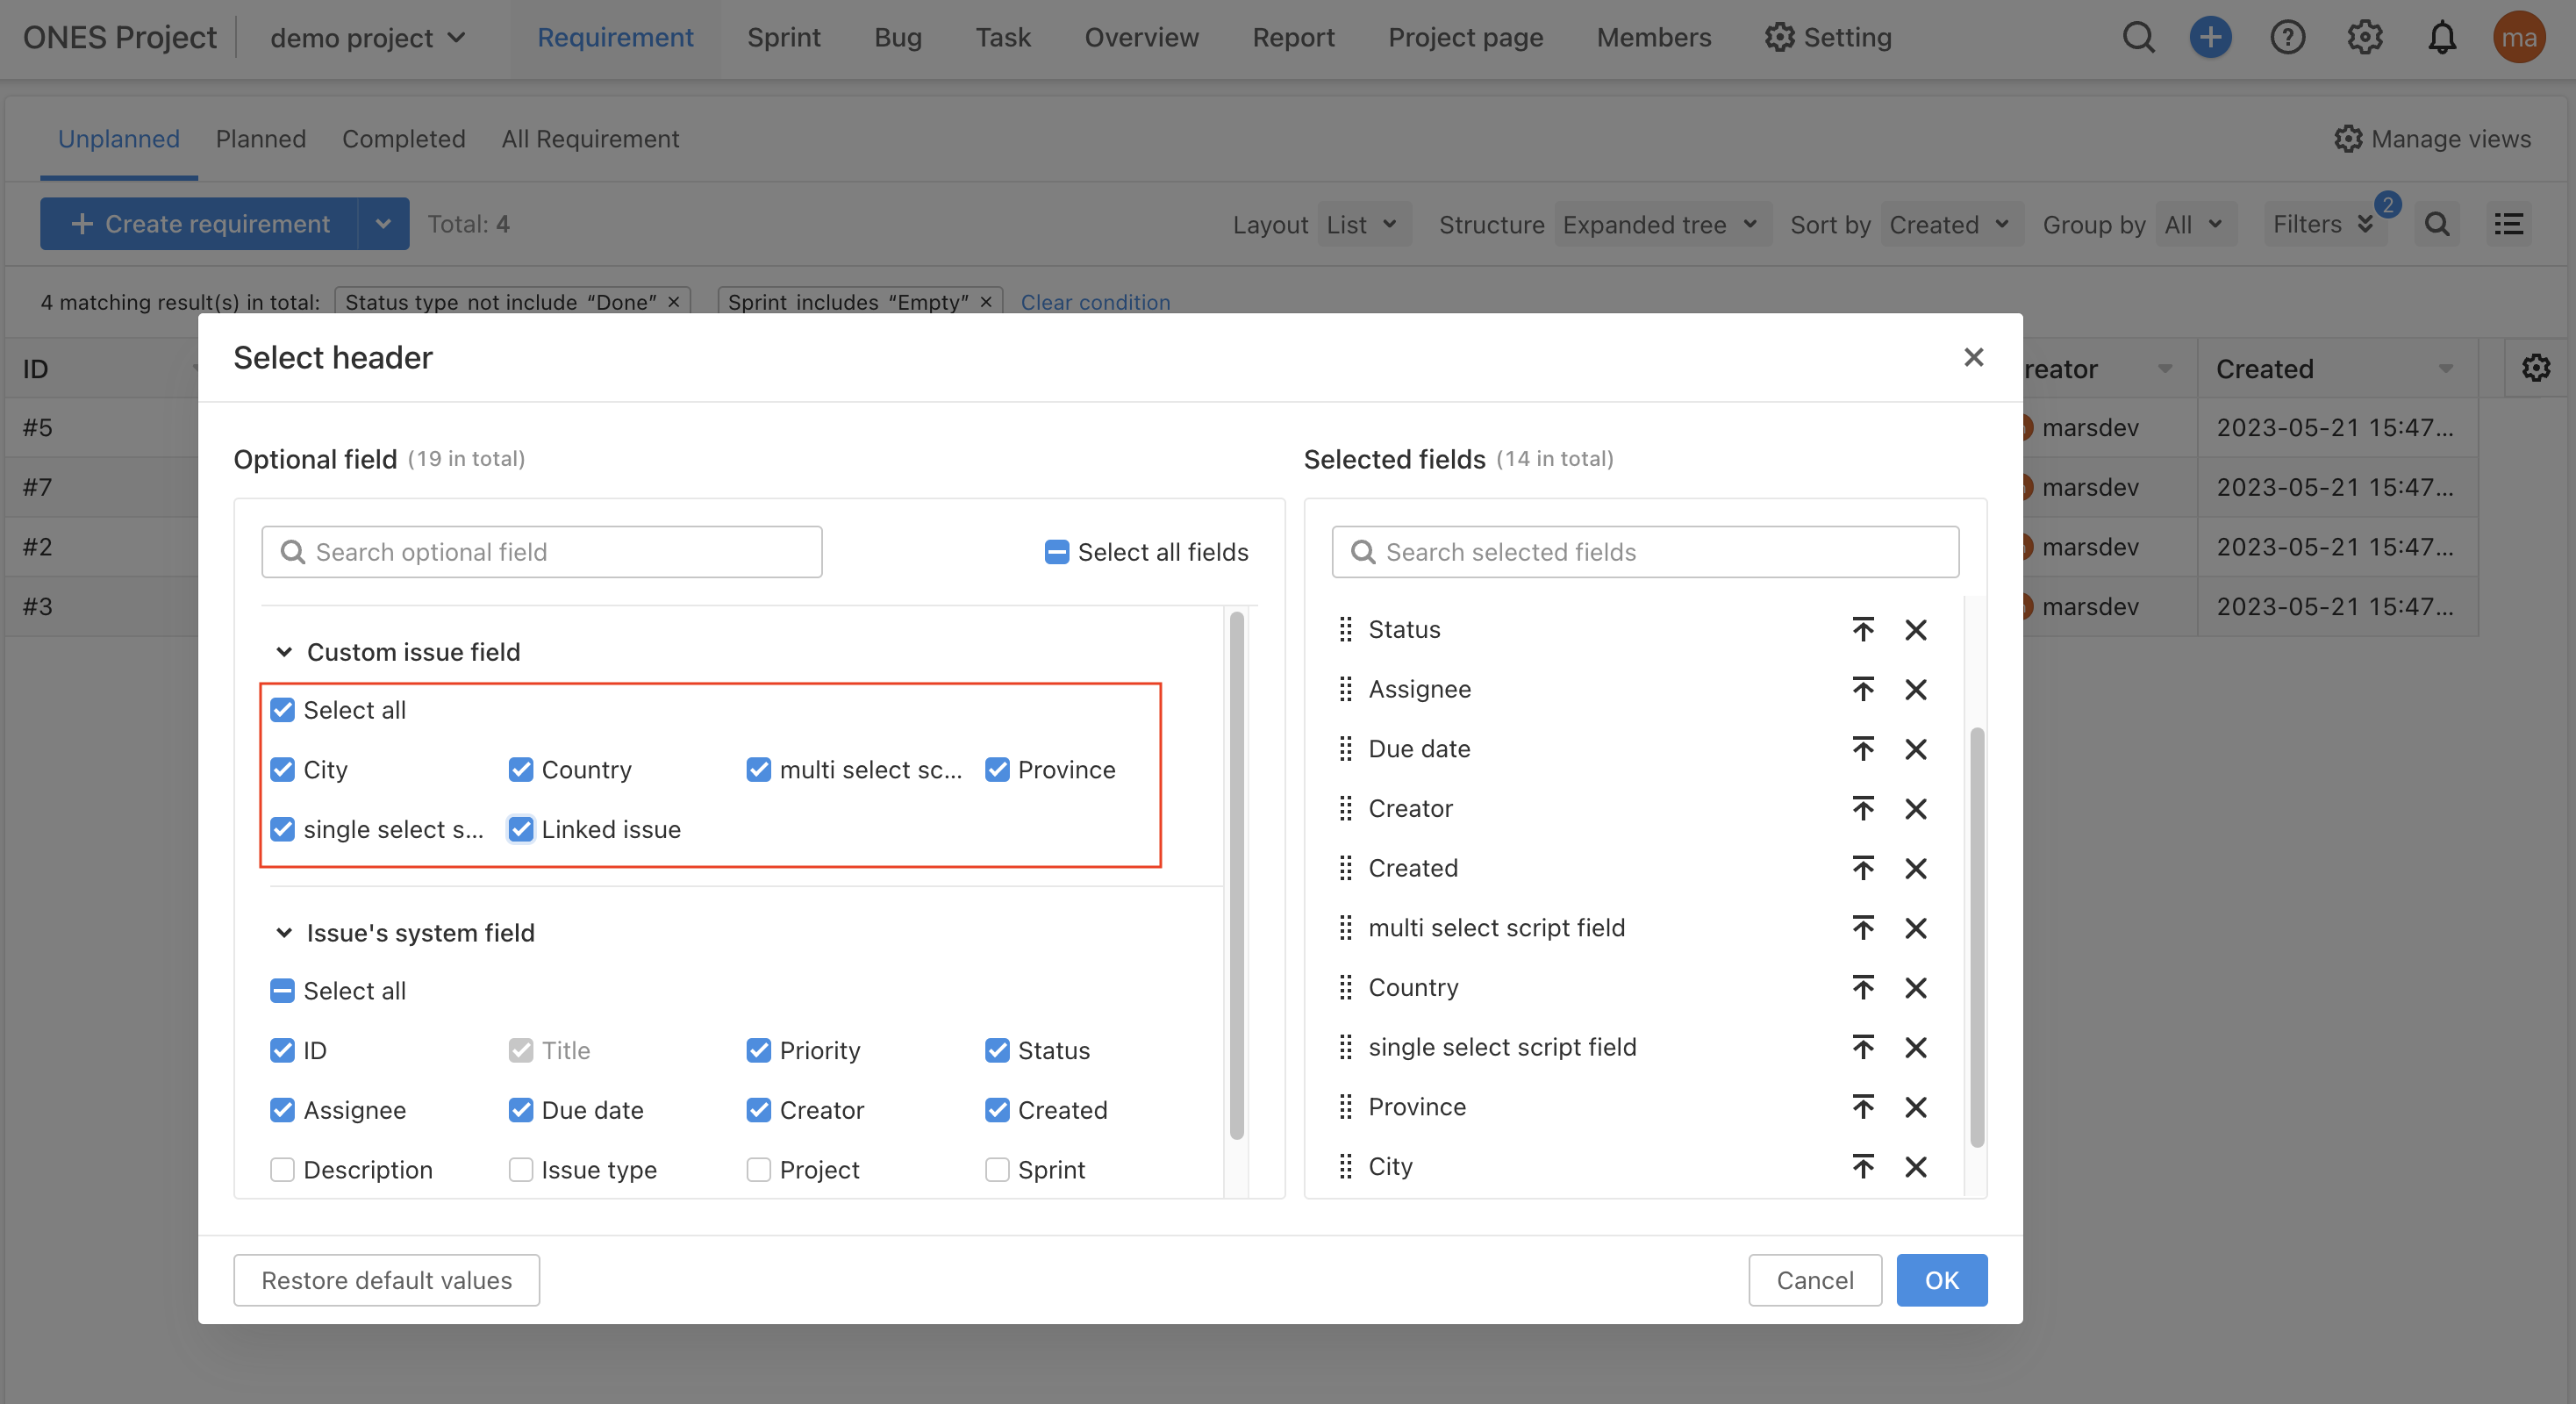 ONES Project demo project Requirement Sprint Bug Task Overview Report Project page Members Setting ma
Unplanned Planned Completed All Requirement Manage views
Create requirement Total: 4 Layout List Structure Expanded tree Sort by Created Group by All Filters 2
4 matching result(s) in total: Status type not include “Done” × Sprint includes “Empty” × Clear condition
ID reator Created
#5 marsdev 2023-05-21 15:47...
#7 marsdev 2023-05-21 15:47...
#2 marsdev 2023-05-21 15:47...
#3 marsdev 2023-05-21 15:47...
Select header
Optional field (19 in total)
Search optional field Select all fields
Custom issue field
Select all
City Country multi select sc... Province
single select s... Linked issue
Issue's system field
Select all
ID Title Priority Status
Assignee Due date Creator Created
Description Issue type Project Sprint
Selected fields (14 in total)
Search selected fields
Status
Assignee
Due date
Creator
Created
multi select script field
Country
single select script field
Province
City
Restore default values Cancel OK